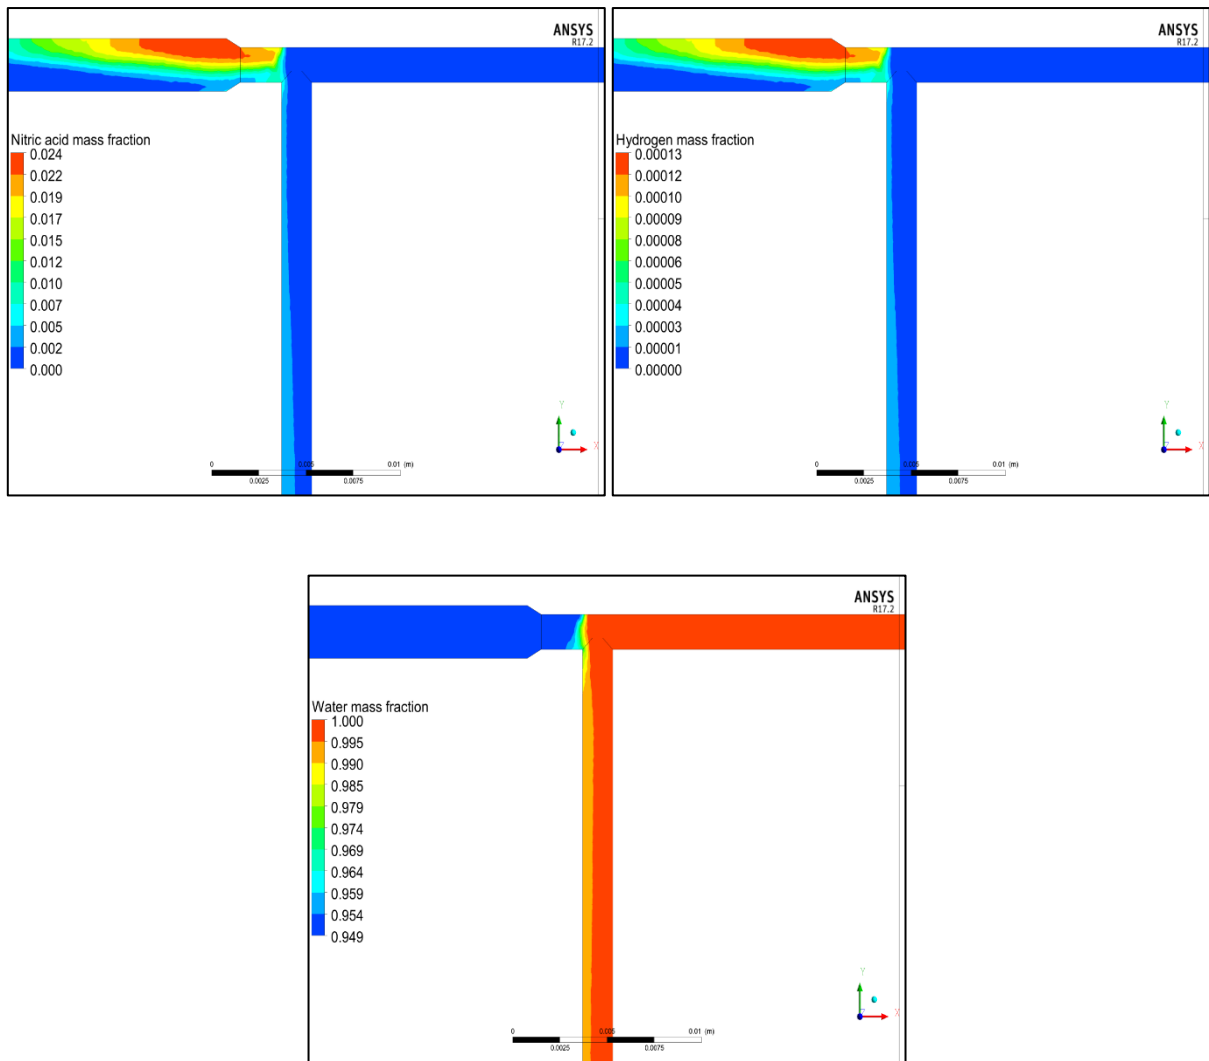 ANSYS
R17.2
Nitric acid mass fraction
0.024
0.022
0.019
0.017
0.015
0.012
0.010
0.007
0.005
0.002
0.000
Y
X
Z
0 0.005 0.01 (m)
0.0025 0.0075
ANSYS
R17.2
Hydrogen mass fraction
0.00013
0.00012
0.00010
0.00009
0.00008
0.00006
0.00005
0.00004
0.00003
0.00001
0.00000
Y
X
Z
0 0.005 0.01 (m)
0.0025 0.0075
ANSYS
R17.2
Water mass fraction
1.000
0.995
0.990
0.985
0.979
0.974
0.969
0.964
0.959
0.954
0.949
Y
X
Z
0 0.005 0.01 (m)
0.0025 0.0075